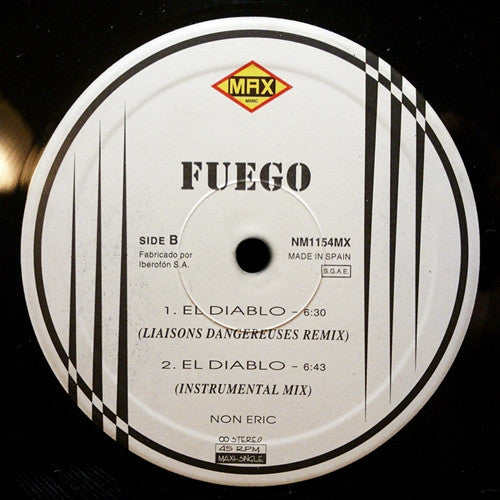 MAX
MUSIC
FUEGO
SIDE B
Fabricado por
Iberofón S.A.
NM1154MX
MADE IN SPAIN
S.G.A.E.
1. EL DIABLO - 6:30
(LIAISONS DANGEREUSES REMIX)
2. EL DIABLO - 6:43
(INSTRUMENTAL MIX)
NON ERIC
STEREO
45 RPM
MAXI-SINGLE